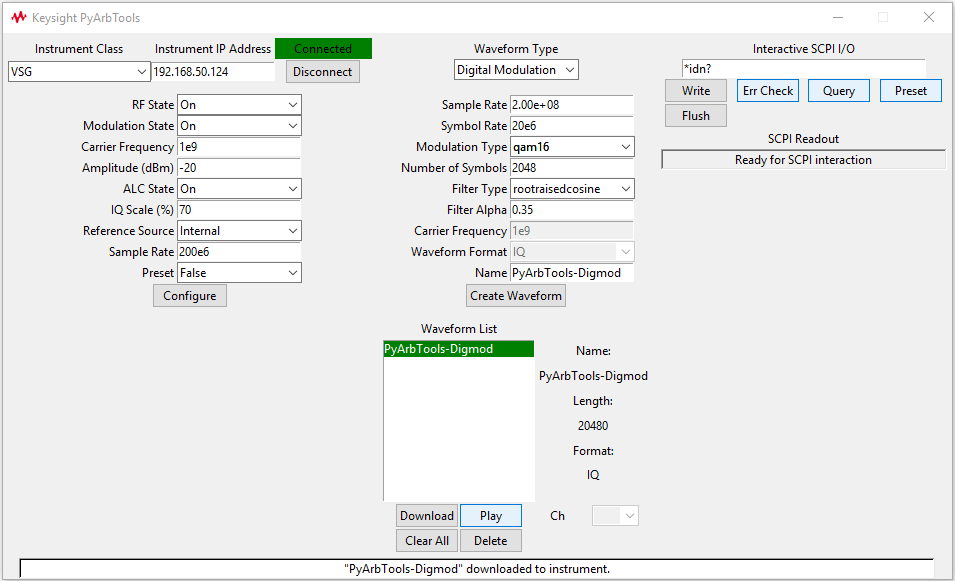 Keysight PyArbTools
Instrument Class
Instrument IP Address
Connected
VSG
192.168.50.124
Disconnect
RF State On
Modulation State On
Carrier Frequency 1e9
Amplitude (dBm) -20
ALC State On
IQ Scale (%) 70
Reference Source Internal
Sample Rate 200e6
Preset False
Configure
Waveform Type
Digital Modulation
Sample Rate 2.00e+08
Symbol Rate 20e6
Modulation Type qam16
Number of Symbols 2048
Filter Type rootraisedcosine
Filter Alpha 0.35
Carrier Frequency 1e9
Waveform Format IQ
Name PyArbTools-Digmod
Create Waveform
Interactive SCPI I/O
*idn?
Write
Err Check
Query
Preset
Flush
SCPI Readout
Ready for SCPI interaction
Waveform List
PyArbTools-Digmod
Name:
PyArbTools-Digmod
Length:
20480
Format:
IQ
Download
Play
Ch
Clear All
Delete
"PyArbTools-Digmod" downloaded to instrument.